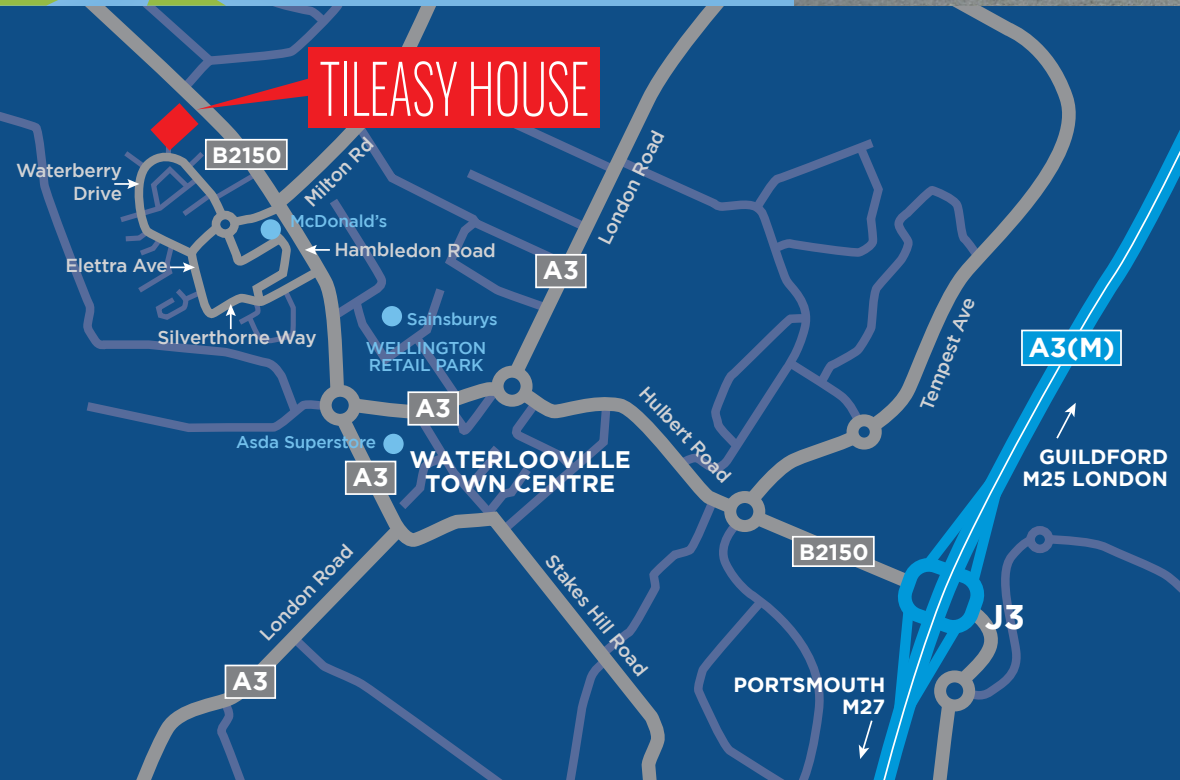 TILEASY HOUSE
B2150
Milton Rd
London Road
Waterberry
Drive
McDonald's
Hambledon Road
Elettra Ave
A3
Silverthorne Way
Sainsburys
WELLINGTON
RETAIL PARK
Tempest Ave
A3(M)
A3
Hulbert Road
Asda Superstore
WATERLOOVILLE
TOWN CENTRE
A3
GUILDFORD
M25 LONDON
B2150
London Road
Stakes Hill Road
J3
A3
PORTSMOUTH
M27